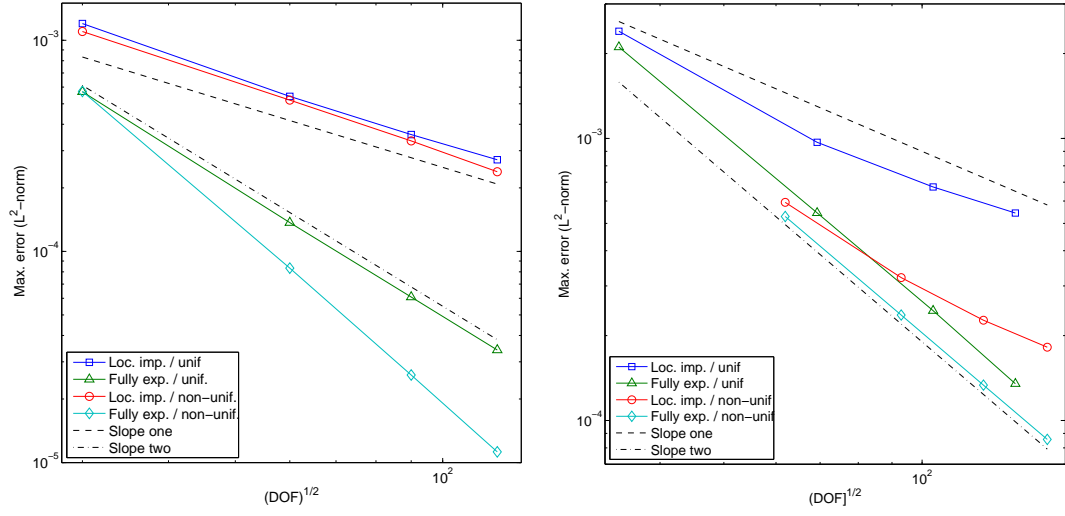 10^-3
10^-4
10^-5
Max. error (L^2−norm)
Loc. imp. / unif
Fully exp. / unif.
Loc. imp. / non−unif.
Fully exp. / non−unif.
Slope one
Slope two
10^2
(DOF)^1/2
10^-3
10^-4
Max. error (L^2−norm)
Loc. imp. / unif
Fully exp. / unif
Loc. imp. / non−unif
Fully exp. / non−unif
Slope one
Slope two
10^2
(DOF]^1/2